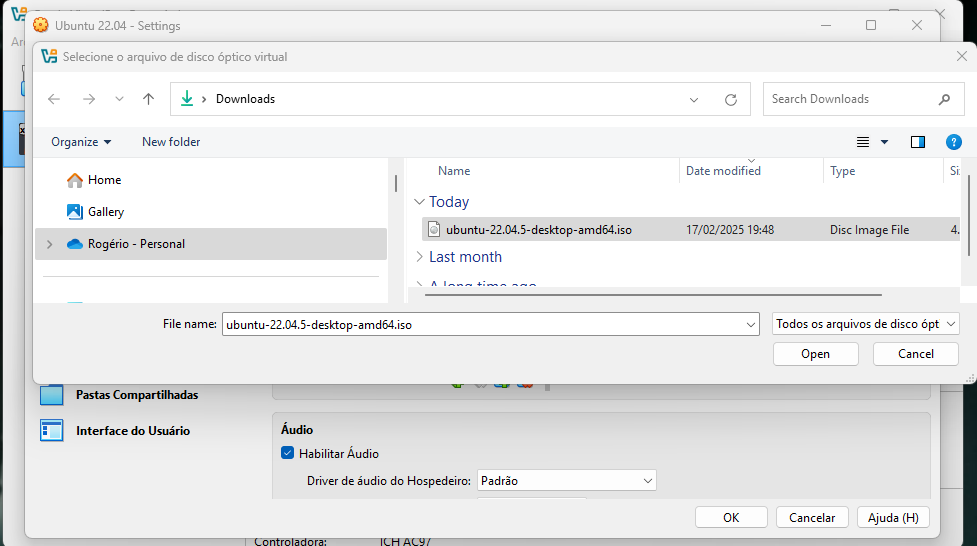 Ubuntu 22.04 - Settings
Selecione o arquivo de disco óptico virtual
Downloads
Search Downloads
Organize
New folder
Home
Gallery
Rogério - Personal
Name
Date modified
Type
Today
ubuntu-22.04.5-desktop-amd64.iso
17/02/2025 19:48
Disc Image File
4.
Last month
A long time ago
File name:
ubuntu-22.04.5-desktop-amd64.iso
Todos os arquivos de disco ópt
Open
Cancel
Pastas Compartilhadas
Interface do Usuário
Áudio
Habilitar Áudio
Driver de áudio do Hospedeiro:
Padrão
OK
Cancelar
Ajuda (H)
Controladora:
ICH AC97